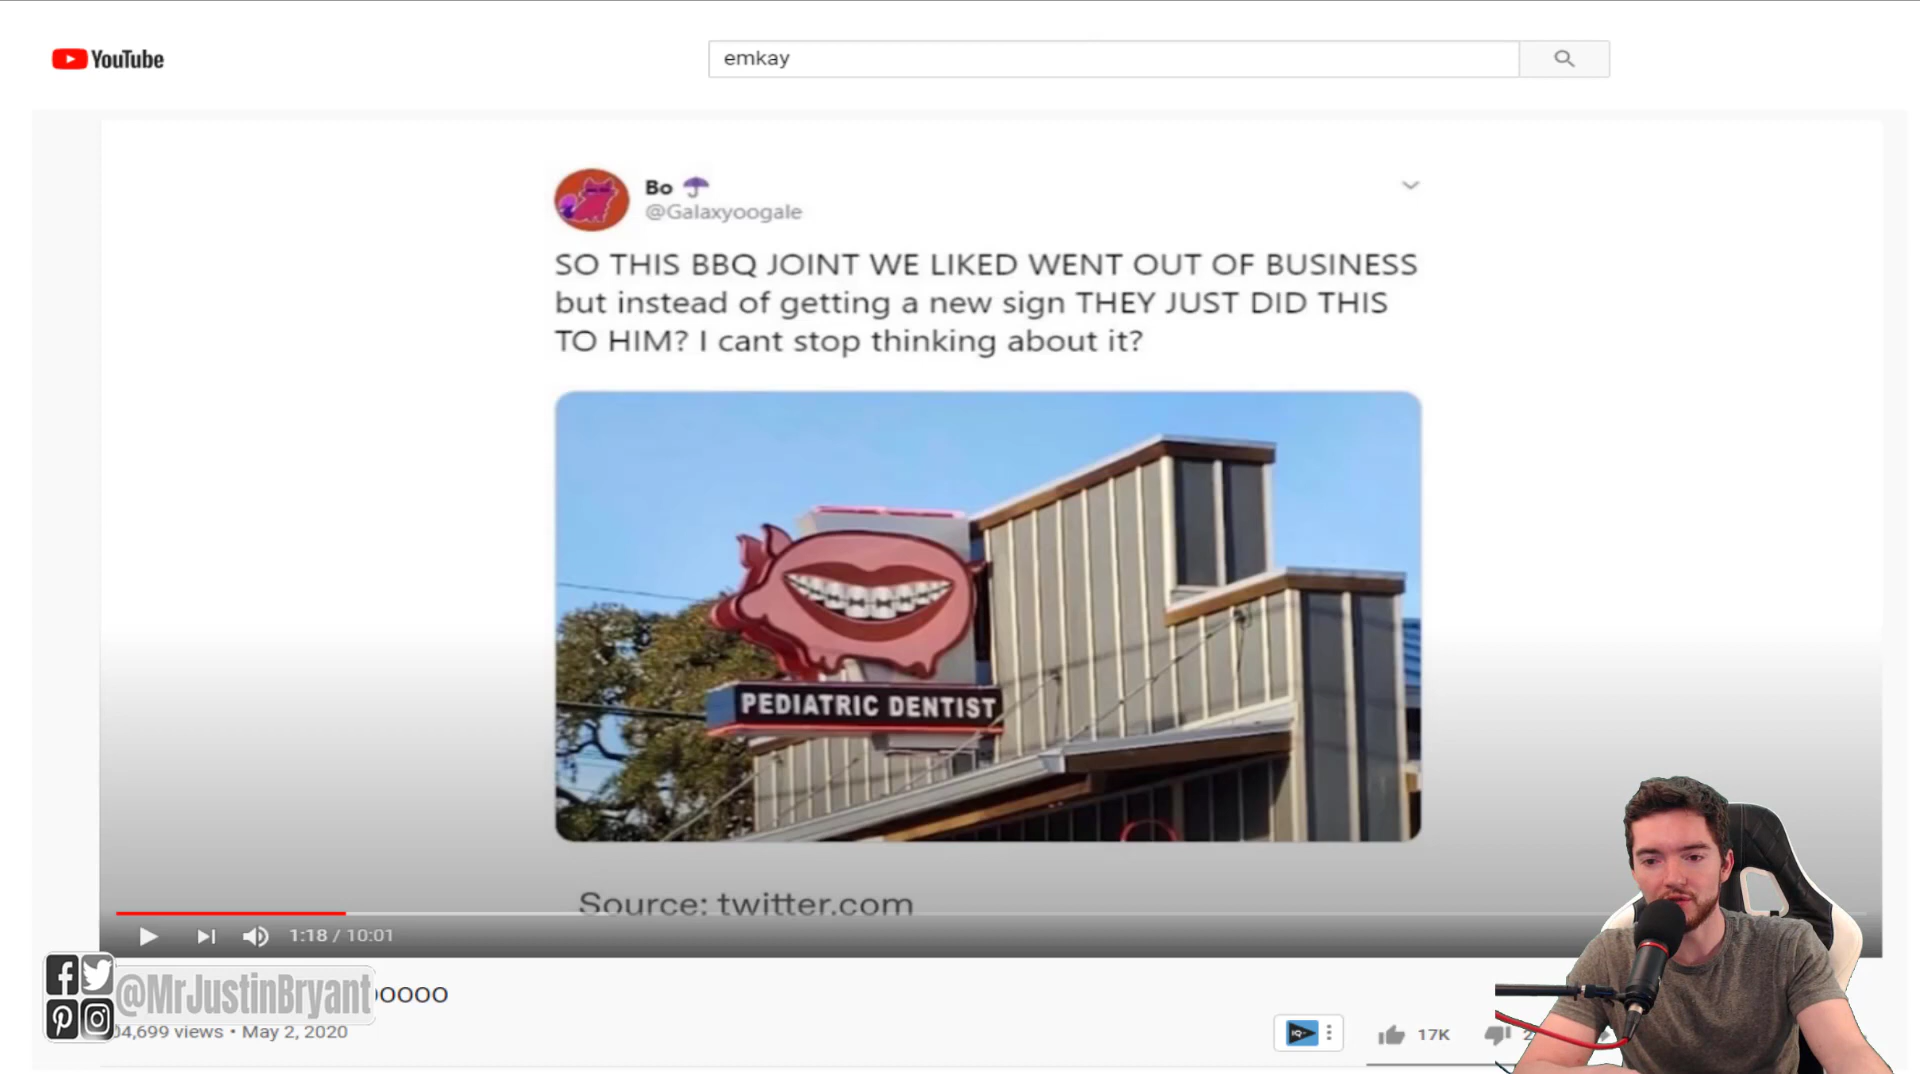 YouTube
emkay
Bo
@Galaxyoogale
SO THIS BBQ JOINT WE LIKED WENT OUT OF BUSINESS
but instead of getting a new sign THEY JUST DID THIS
TO HIM? I cant stop thinking about it?
PEDIATRIC DENTIST
Source: twitter.com
1:18 / 10:01
@MrJustinBryant
4,699 views • May 2, 2020
17K